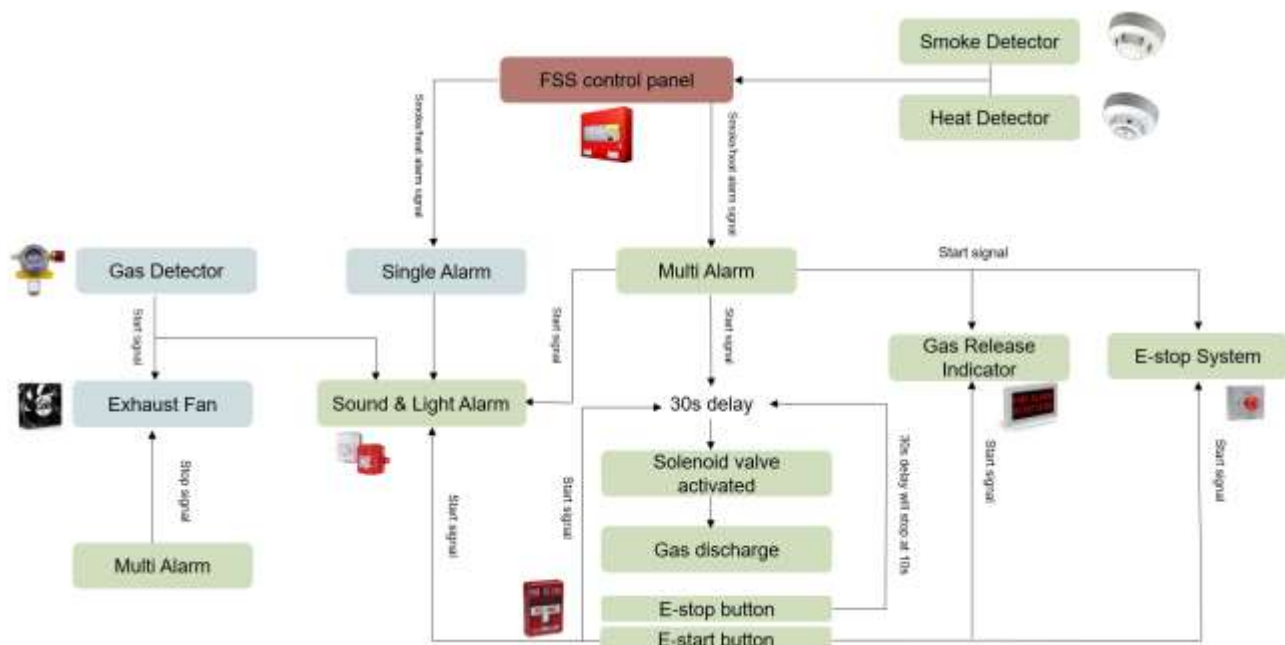 Smoke Detector
FSS control panel
Heat Detector
Smoke/heat alarm signal
Smoke/heat alarm signal
Gas Detector
Single Alarm
Multi Alarm
Start signal
Start signal
Start signal
Start signal
Gas Release
Indicator
E-stop System
Exhaust Fan
Sound & Light Alarm
30s delay
Stop signal
Solenoid valve
activated
30s delay will stop at 10s
Start signal
Start signal
Start signal
Start signal
Gas discharge
Multi Alarm
E-stop button
E-start button